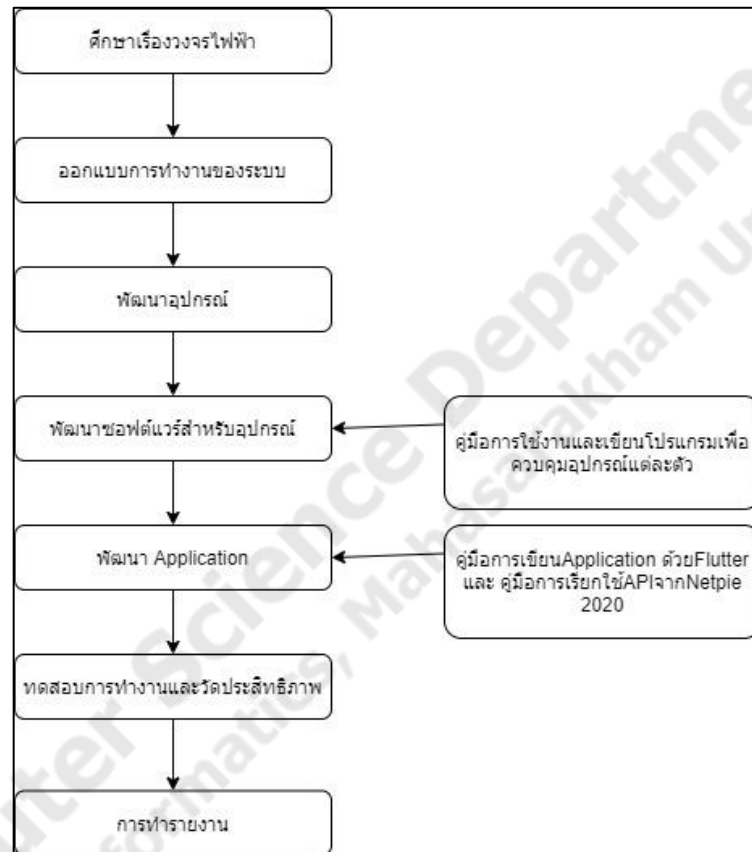 ศึกษาเรื่องวงจรไฟฟ้า
ออกแบบการทำงานของระบบ
พัฒนาอุปกรณ์
พัฒนาซอฟต์แวร์สำหรับอุปกรณ์
คู่มือการใช้งานและเขียนโปรแกรมเพื่อ
ควบคุมอุปกรณ์แต่ละตัว
พัฒนา Application
คู่มือการเขียนApplication ด้วยFlutter
และ คู่มือการเรียกใช้APIจากNetpie
2020
ทดสอบการทำงานและวัดประสิทธิภาพ
การทำรายงาน
uter Science Departme
formatics, Mahasarakham Un